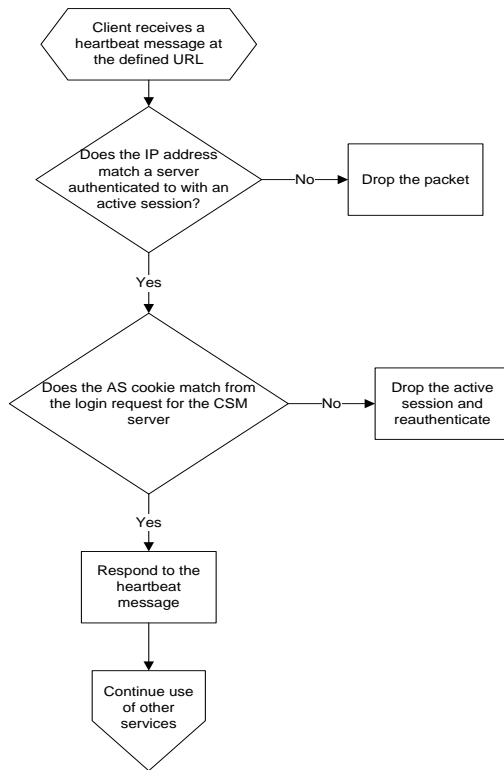 Client receives a
heartbeat message at
the defined URL
Does the IP address
match a server
authenticated to with an
active session?
No
Drop the packet
Yes
Does the AS cookie match from
the login request for the CSM
server
No
Drop the active
session and
reauthenticate
Yes
Respond to the
heartbeat
message
Continue use
of other
services